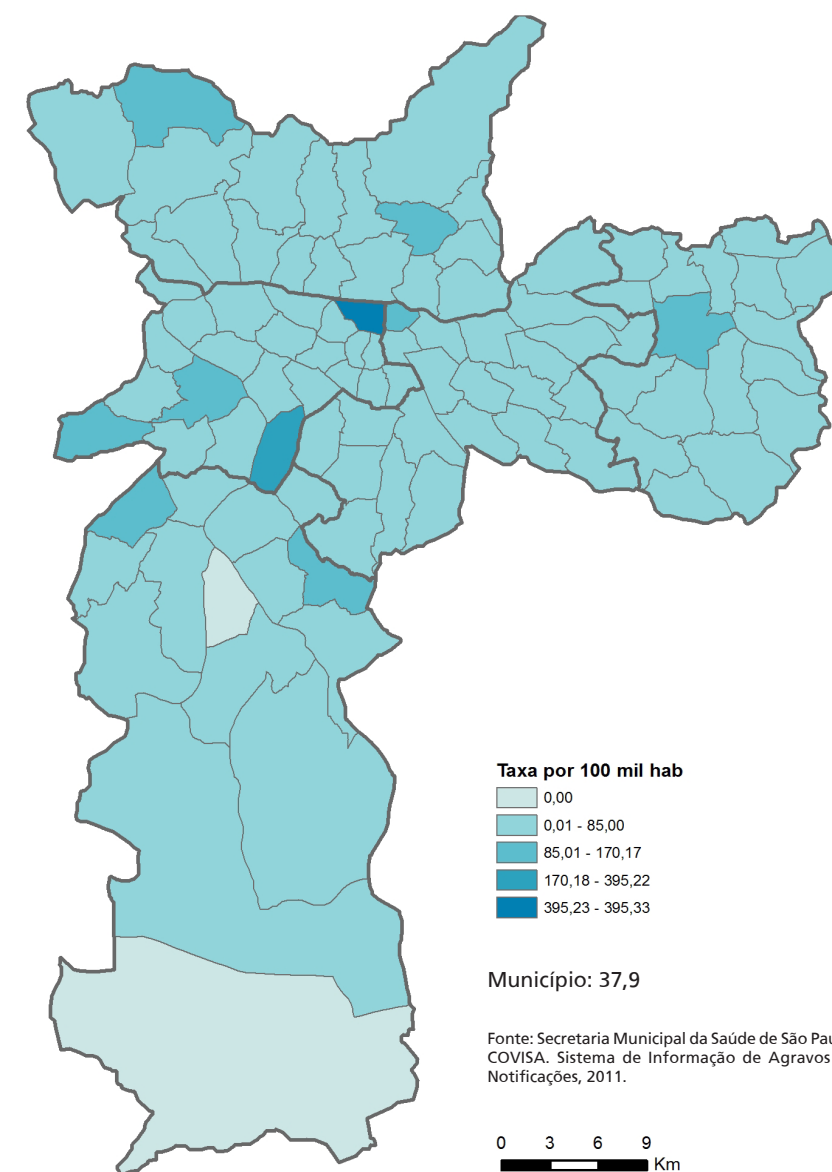 Taxa por 100 mil hab
0,00
0,01 - 85,00
85,01 - 170,17
170,18 - 395,22
395,23 - 395,33
Município: 37,9
Fonte: Secretaria Municipal da Saúde de São Pau
COVISA. Sistema de Informação de Agravos
Notificações, 2011.
0 3 6 9
Km